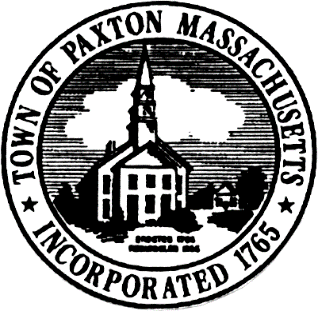 TOWN OF PAXTON MASSACHUSETTS
INCORPORATED 1765